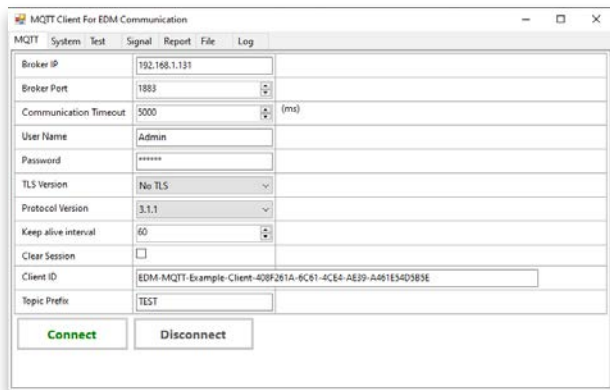 MQTT Client For EDM Communication
MQTT System Test Signal Report File Log
Broker IP 192.168.1.131
Broker Port 1883
Communication Timeout 5000 (ms)
User Name Admin
Password ******
TLS Version No TLS
Protocol Version 3.1.1
Keep alive interval 60
Clear Session
Client ID EDM-MQTT-Example-Client-408F261A-6C61-4CE4-AE39-A461E54D5B5E
Topic Prefix TEST
Connect Disconnect